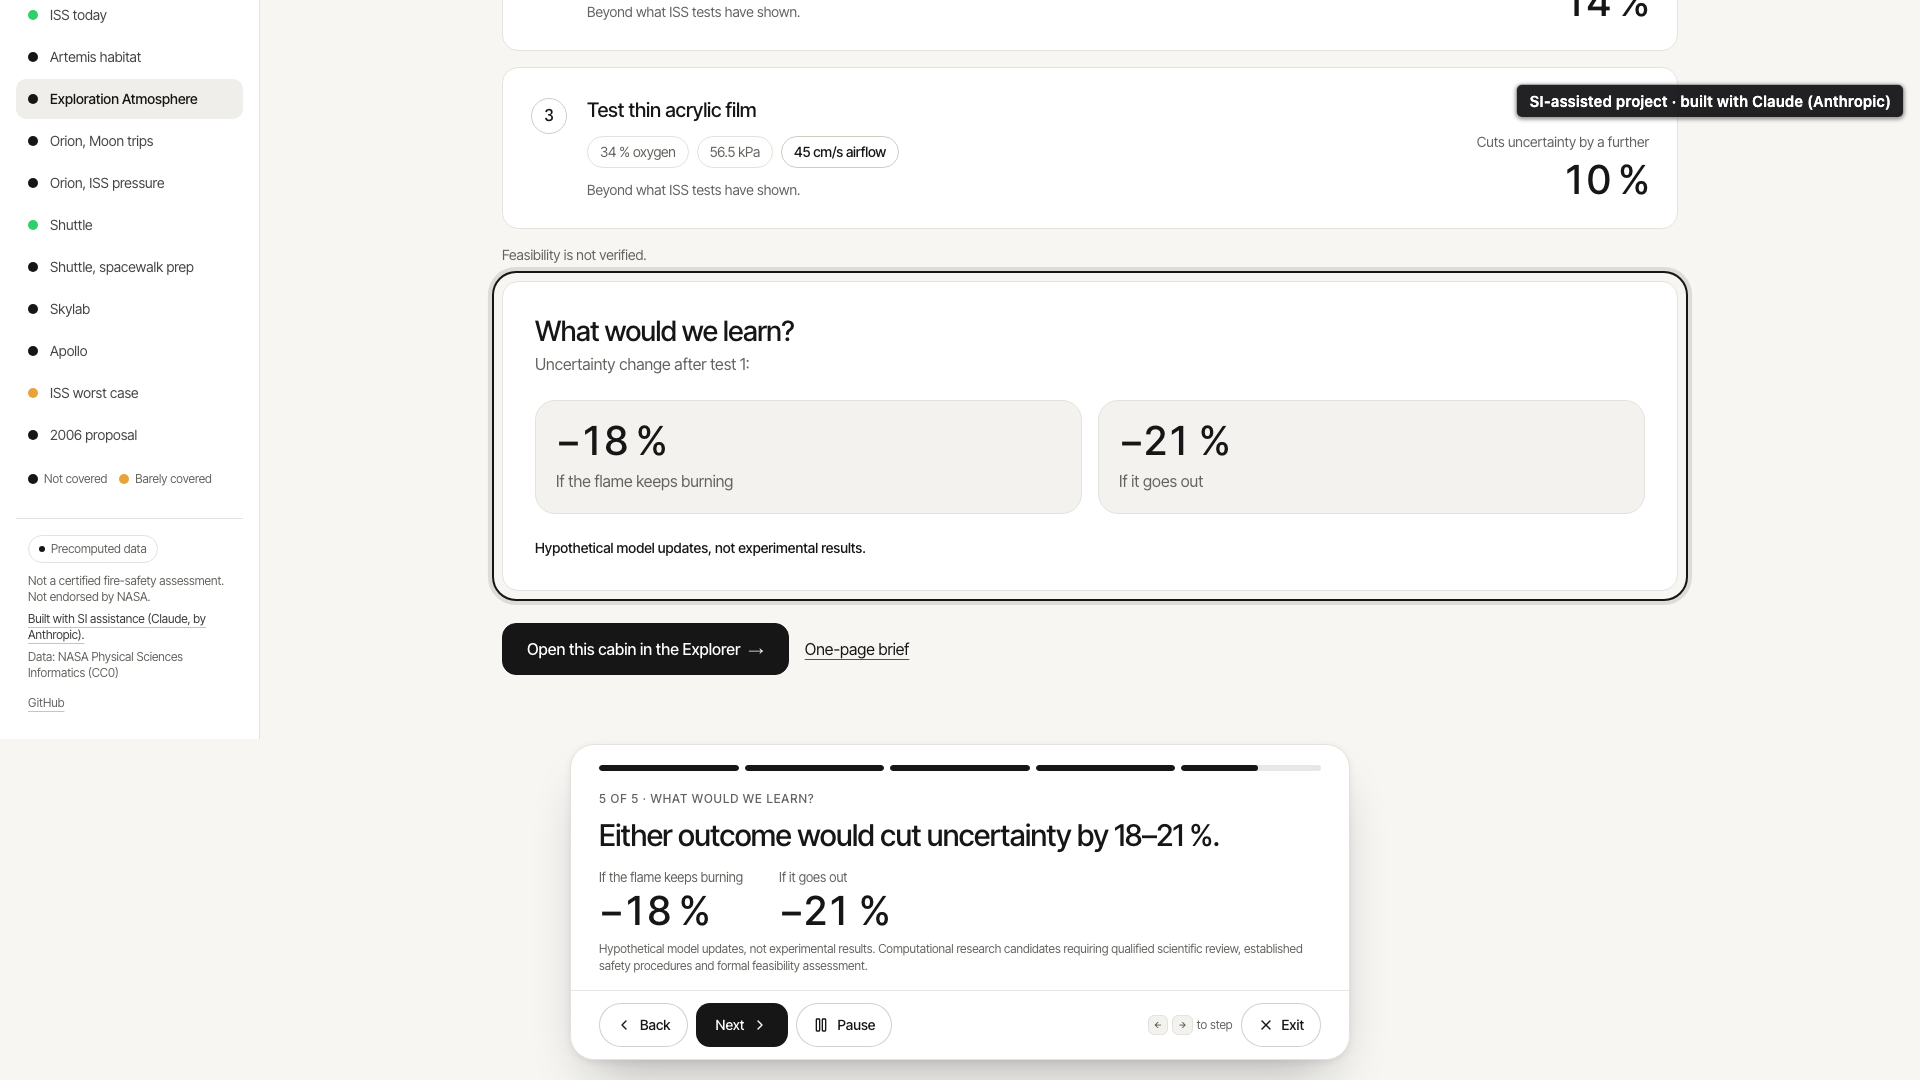 ISS today
Artemis habitat
Exploration Atmosphere
Orion, Moon trips
Orion, ISS pressure
Shuttle
Shuttle, spacewalk prep
Skylab
Apollo
ISS worst case
2006 proposal
Not covered
Barely covered
Precomputed data
Not a certified fire-safety assessment.
Not endorsed by NASA.
Built with SI assistance (Claude, by
Anthropic).
Data: NASA Physical Sciences
Informatics (CC0)
GitHub
Beyond what ISS tests have shown.
14 %
SI-assisted project · built with Claude (Anthropic)
3
Test thin acrylic film
34 % oxygen
56.5 kPa
45 cm/s airflow
Beyond what ISS tests have shown.
Cuts uncertainty by a further
10 %
Feasibility is not verified.
What would we learn?
Uncertainty change after test 1:
−18 %
If the flame keeps burning
−21 %
If it goes out
Hypothetical model updates, not experimental results.
Open this cabin in the Explorer →
One-page brief
5 OF 5 · WHAT WOULD WE LEARN?
Either outcome would cut uncertainty by 18–21 %.
If the flame keeps burning
−18 %
If it goes out
−21 %
Hypothetical model updates, not experimental results. Computational research candidates requiring qualified scientific review, established
safety procedures and formal feasibility assessment.
Back
Next
Pause
← → to step
Exit